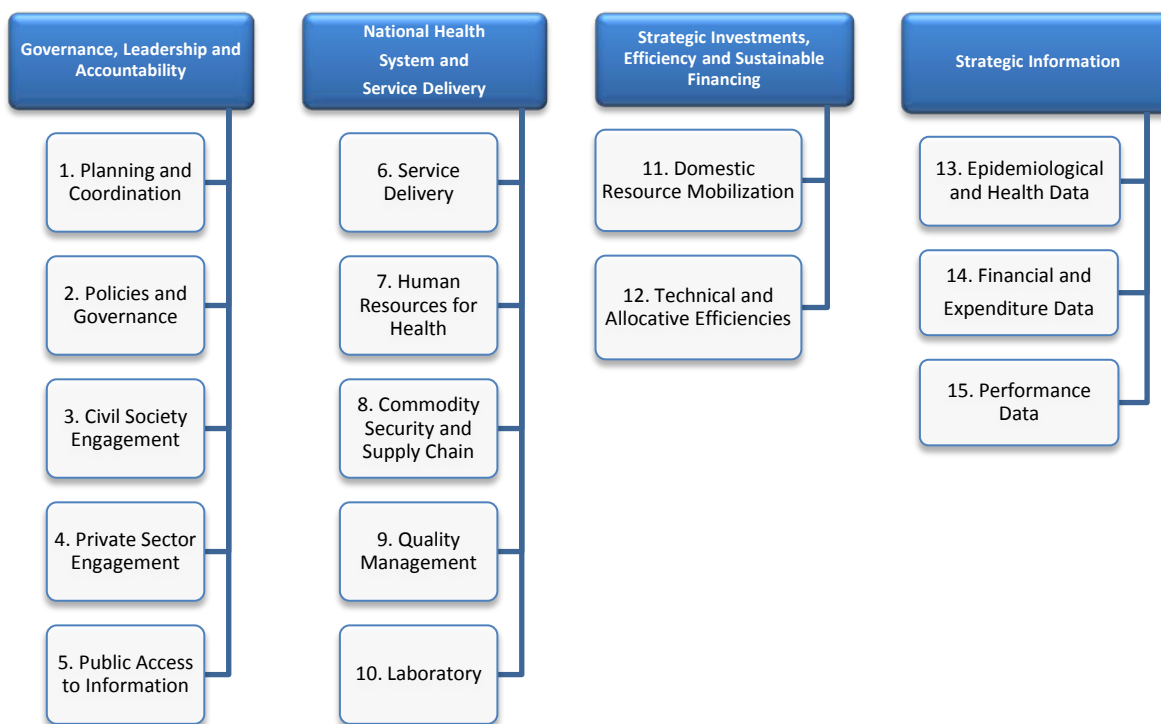 Governance, Leadership and
Accountability
1. Planning and
Coordination
2. Policies and
Governance
3. Civil Society
Engagement
4. Private Sector
Engagement
5. Public Access
to Information
National Health
System and
Service Delivery
6. Service
Delivery
7. Human
Resources for
Health
8. Commodity
Security and
Supply Chain
9. Quality
Management
10. Laboratory
Strategic Investments,
Efficiency and Sustainable
Financing
11. Domestic
Resource Mobilization
12. Technical and
Allocative Efficiencies
Strategic Information
13. Epidemiological
and Health Data
14. Financial and
Expenditure Data
15. Performance
Data